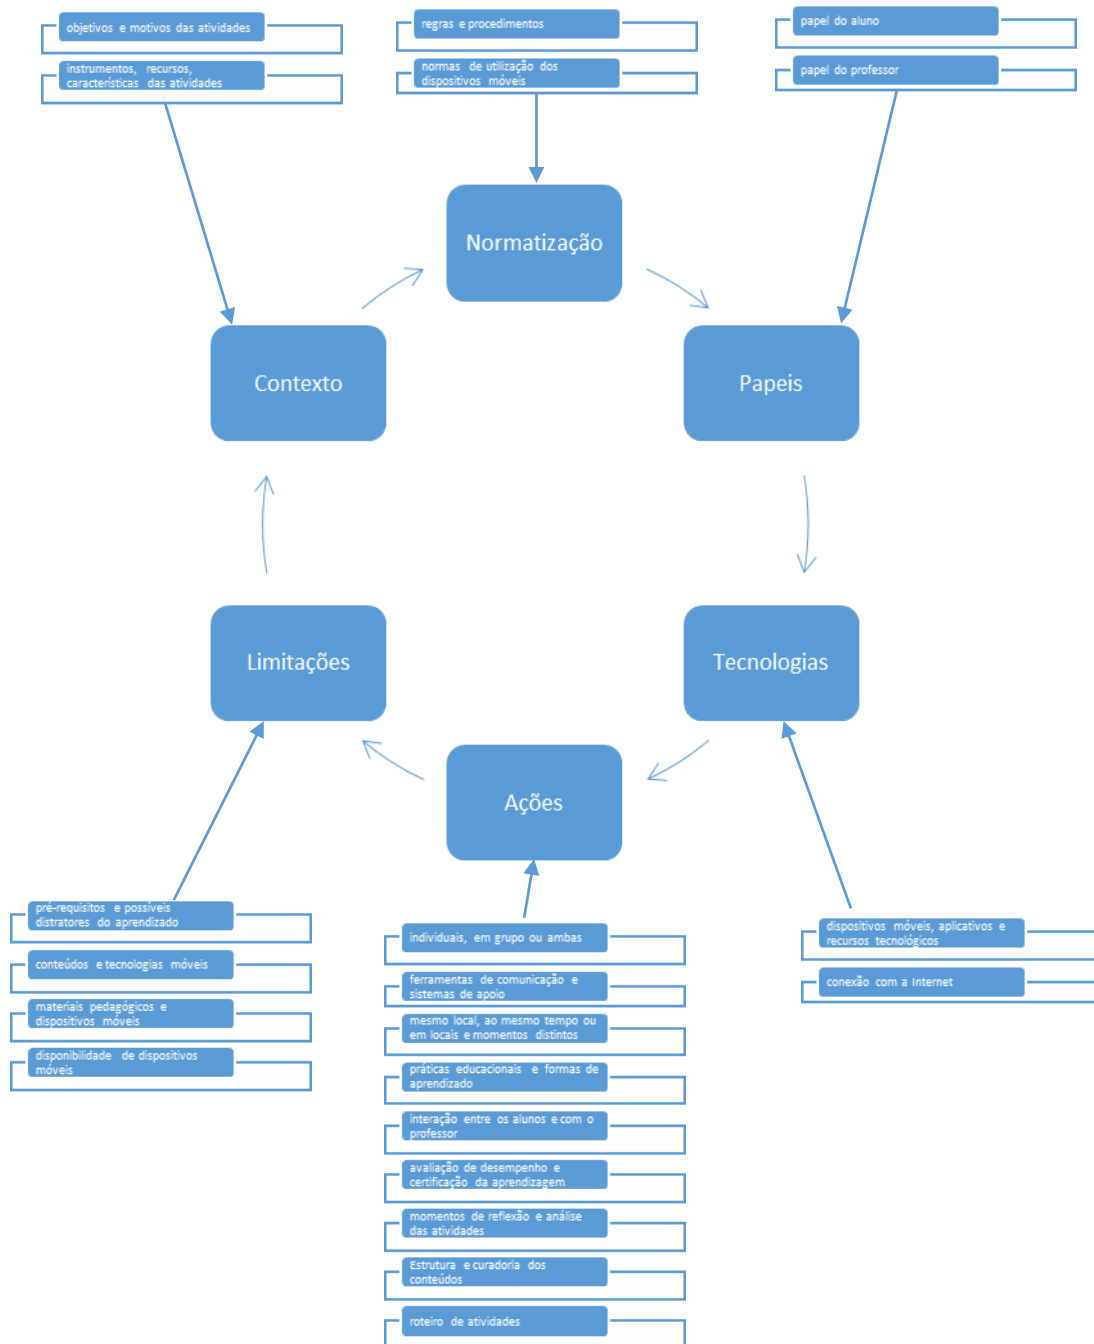 objetivos e motivos das atividades
instrumentos, recursos,
características das atividades
regras e procedimentos
normas de utilização dos
dispositivos móveis
papel do aluno
papel do professor
Normatização
Contexto
Papeis
Limitações
Tecnologias
Ações
pré-requisitos e possíveis
distratores do aprendizado
conteúdos e tecnologias móveis
materiais pedagógicos e
dispositivos móveis
disponibilidade de dispositivos
móveis
individuais, em grupo ou ambas
ferramentas de comunicação e
sistemas de apoio
mesmo local, ao mesmo tempo ou
em locais e momentos distintos
práticas educacionais e formas de
aprendizado
interação entre os alunos e com o
professor
avaliação de desempenho e
certificação da aprendizagem
momentos de reflexão e análise
das atividades
Estrutura e curadoria dos
conteúdos
roteiro de atividades
dispositivos móveis, aplicativos e
recursos tecnológicos
conexão com a Internet